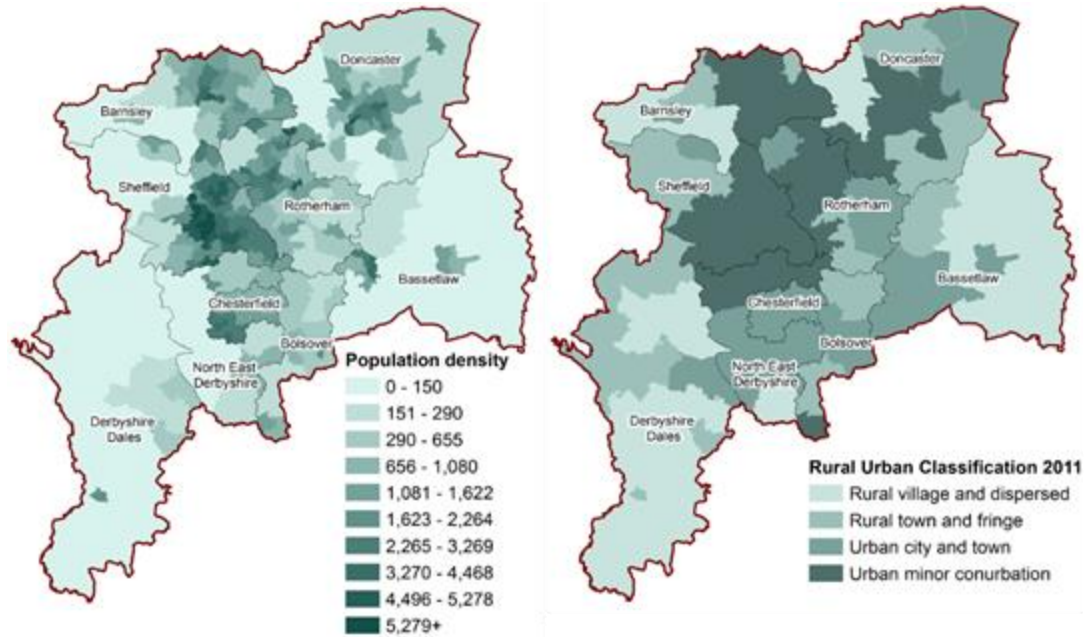 Doncaster
Barnsley
Sheffield
Rotherham
Bassetlaw
Chesterfield
Bolsover
North East
Derbyshire
Derbyshire
Dales
Population density
0 - 150
151 - 290
290 - 655
656 - 1,080
1,081 - 1,622
1,623 - 2,264
2,265 - 3,269
3,270 - 4,468
4,496 - 5,278
5,279+
Doncaster
Barnsley
Sheffield
Rotherham
Bassetlaw
Chesterfield
Bolsover
North East
Derbyshire
Derbyshire
Dales
Rural Urban Classification 2011
Rural village and dispersed
Rural town and fringe
Urban city and town
Urban minor conurbation